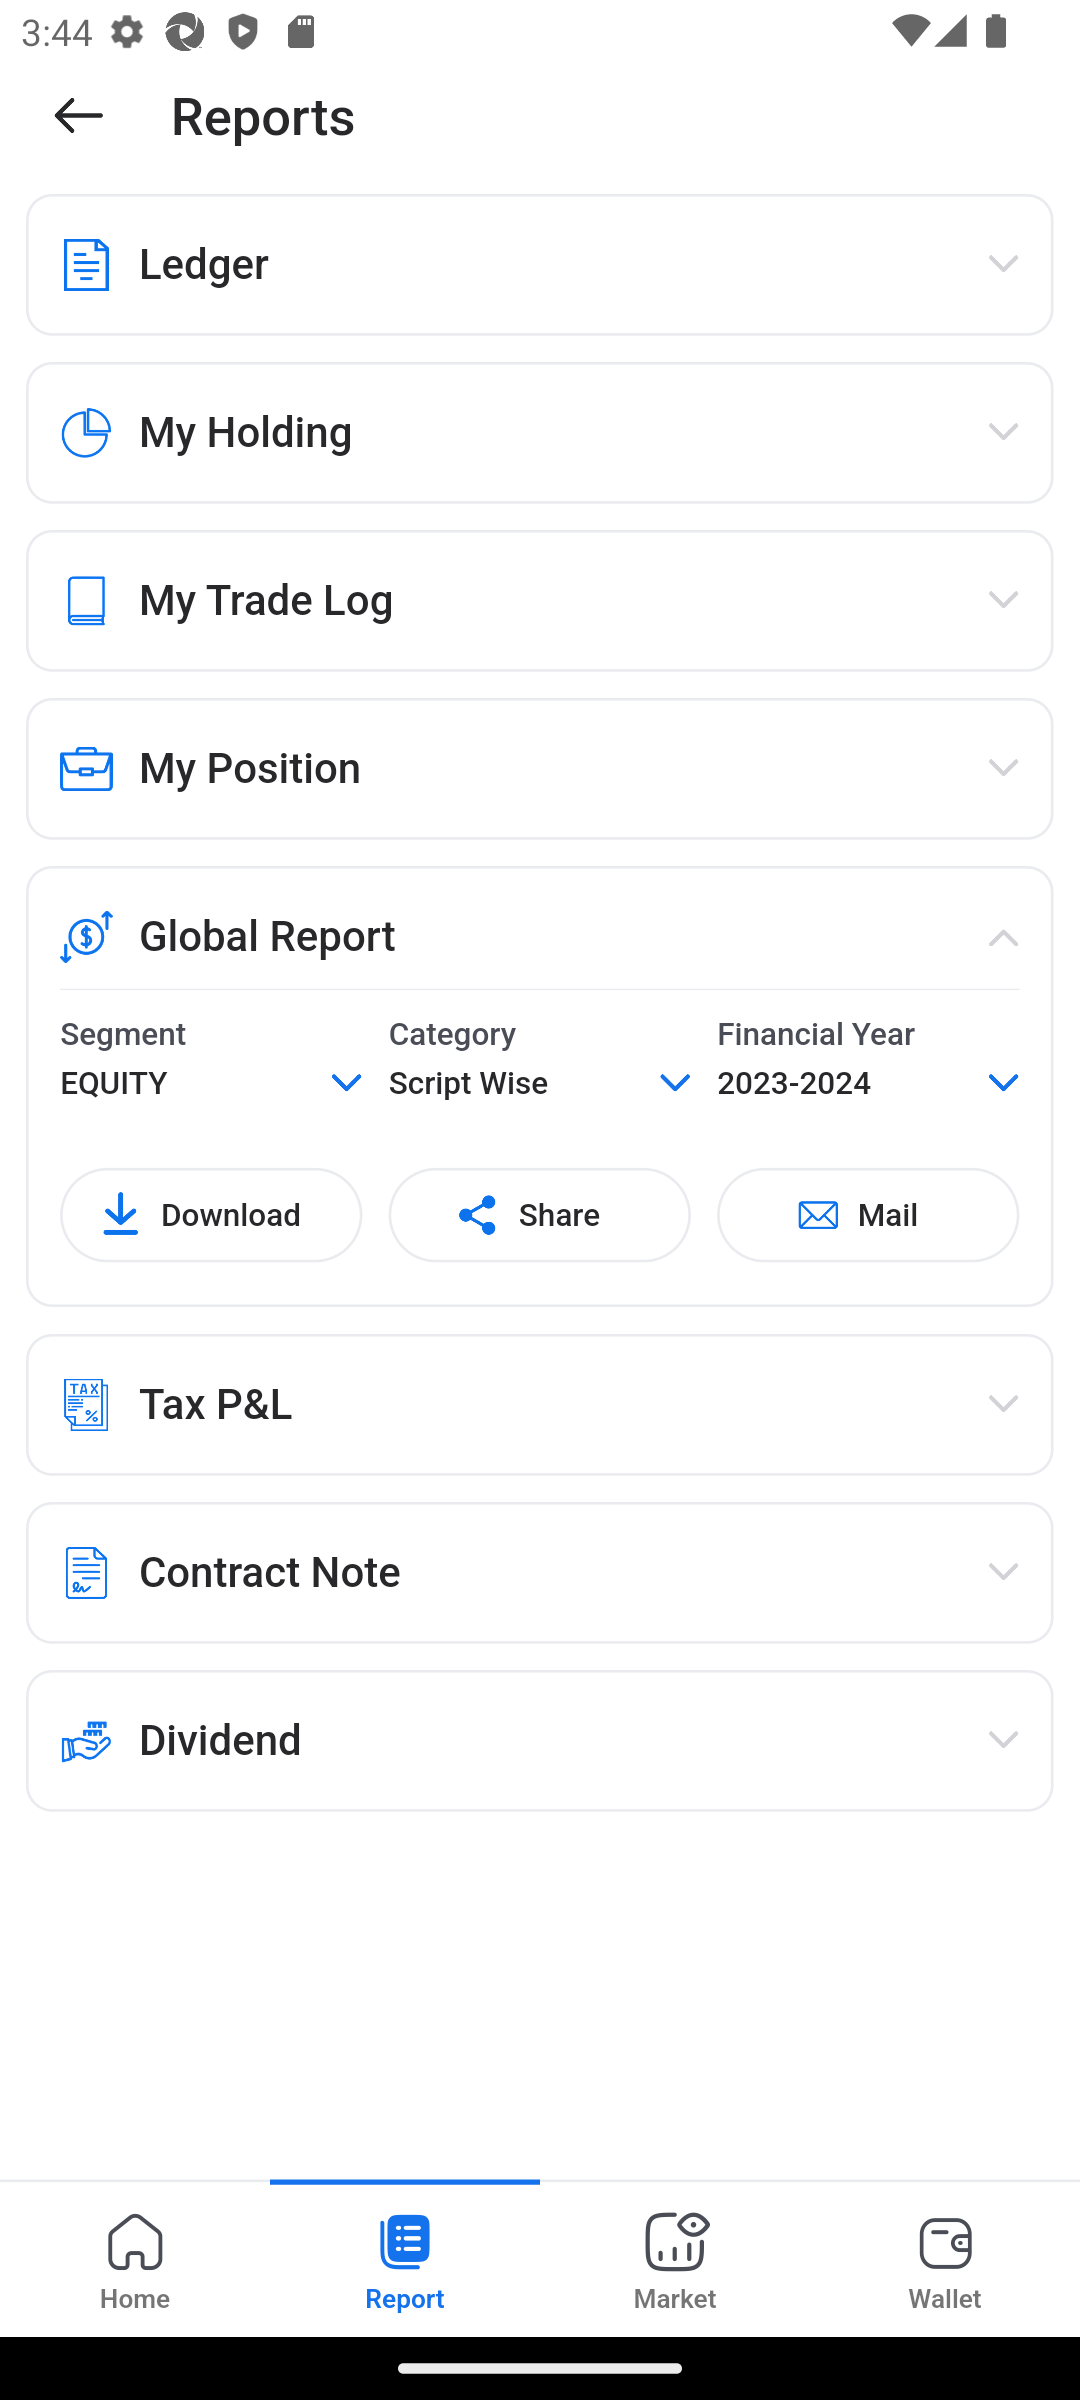 3:44
Reports
Ledger
My Holding
My Trade Log
My Position
Global Report
Segment Category Financial Year
EQUITY Script Wise 2023-2024
Download Share Mail
TAX
Tax P&L
Contract Note
Dividend
Home Report Market Wallet